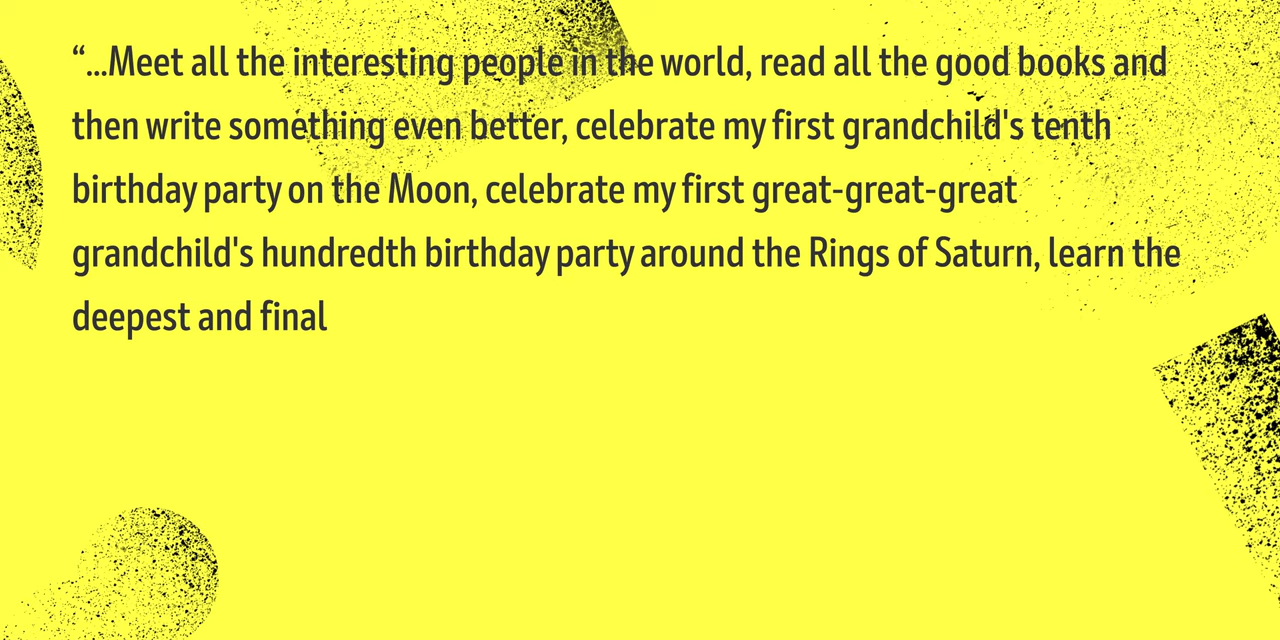 “...Meet all the interesting people in the world, read all the good books and
then write something even better, celebrate my first grandchild's tenth
birthday party on the Moon, celebrate my first great-great-great
grandchild's hundredth birthday party around the Rings of Saturn, learn the
deepest and final